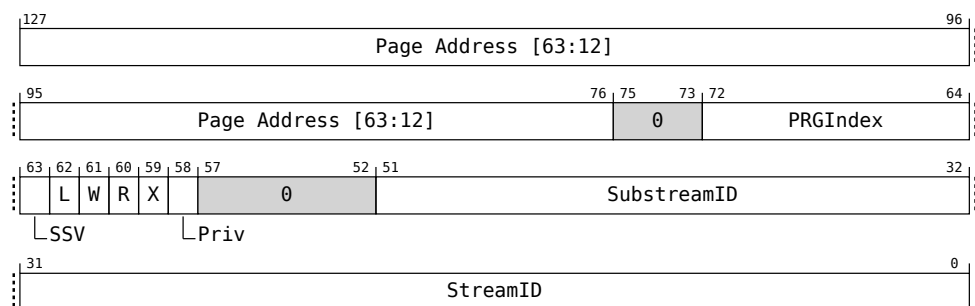 127 96
Page Address [63:12]
95 76 75 73 72 64
Page Address [63:12] 0 PRGIndex
63 62 61 60 59 58 57 52 51 32
L W R X 0 SubstreamID
SSV Priv
31 0
StreamID